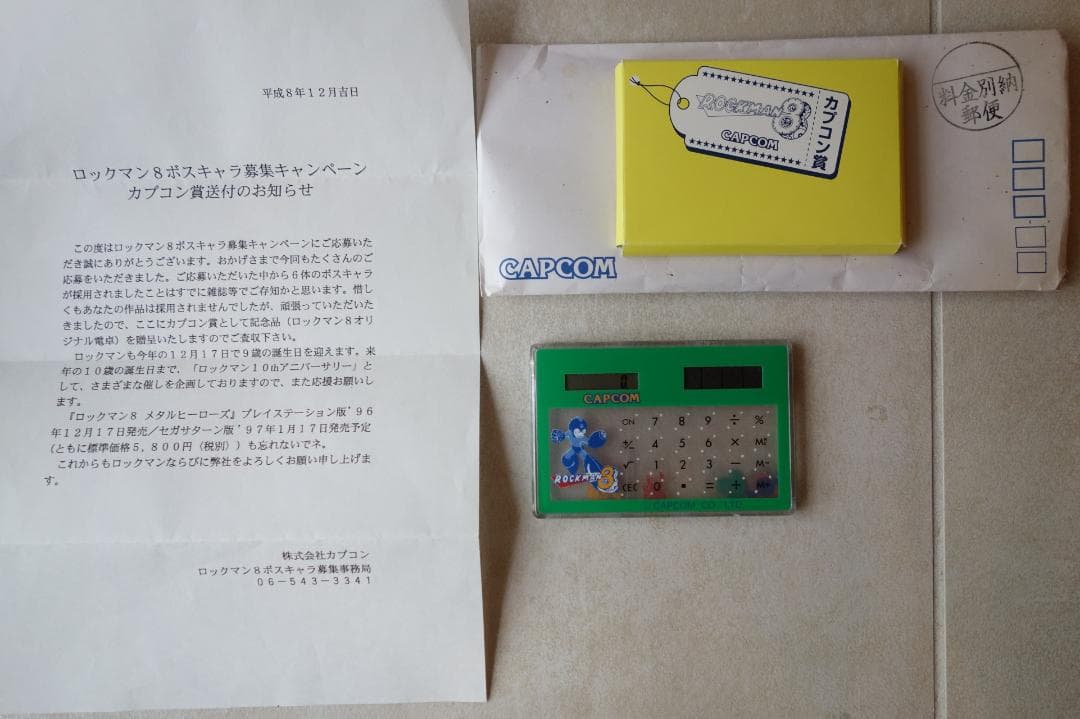 平成8年12月吉日
ロックマン8ボスキャラ募集キャンペーン
カプコン賞送付のお知らせ
この度はロックマン8ボスキャラ募集キャンペーンにご応募いた
だき誠にありがとうございます。おかげさまで今回もたくさんのご
応募をいただきました。ご応募いただいた中から6体のボスキャラ
が採用されましたことはすでに雑誌等でご存知かと思います。惜し
くもあなたの作品は採用されませんでしたが、頑張っていただいた
きましたので、ここにカプコン賞として記念品（ロックマン8オリ
ジナル電卓）を贈呈いたしますのでご査収下さい。
ロックマンも今年の12月17日で9歳の誕生日を迎えます。来
年の10歳の誕生日まで、「ロックマン10thアニバーサリー」と
して、さまざまな催しを企画しておりますので、また応援お願いし
ます。
『ロックマン8 メタルヒーローズ』プレイステーション版'96
年12月17日発売／セガサターン版'97年1月17日発売予定
（ともに標準価格5，800円（税別））も忘れないでネ。
これからもロックマンならびに弊社をよろしくお願い申し上げま
す。
株式会社カプコン
ロックマン8ボスキャラ募集事務局
06－543－3341
料金別納
郵便
ROCKMAN 8
CAPCOM
カプコン賞
CAPCOM
0
CAPCOM
ON 7 8 9 ÷ %
+/- 4 5 6 × MR
√ 1 2 3 － M-
C·CE 0 · = + M+
ROCKMAN 8
© CAPCOM CO., LTD.